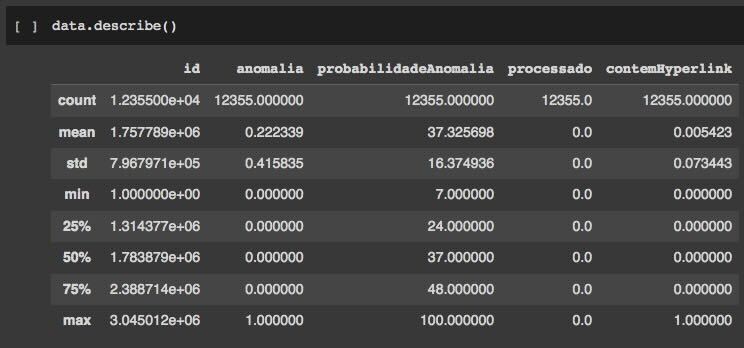 [ ] data.describe()
id anomalia probabilidadeAnomalia processado contemHyperlink
count 1.235500e+04 12355.000000 12355.000000 12355.0 12355.000000
mean 1.757789e+06 0.222339 37.325698 0.0 0.005423
std 7.967971e+05 0.415835 16.374936 0.0 0.073443
min 1.000000e+00 0.000000 7.000000 0.0 0.000000
25% 1.314377e+06 0.000000 24.000000 0.0 0.000000
50% 1.783879e+06 0.000000 37.000000 0.0 0.000000
75% 2.388714e+06 0.000000 48.000000 0.0 0.000000
max 3.045012e+06 1.000000 100.000000 0.0 1.000000